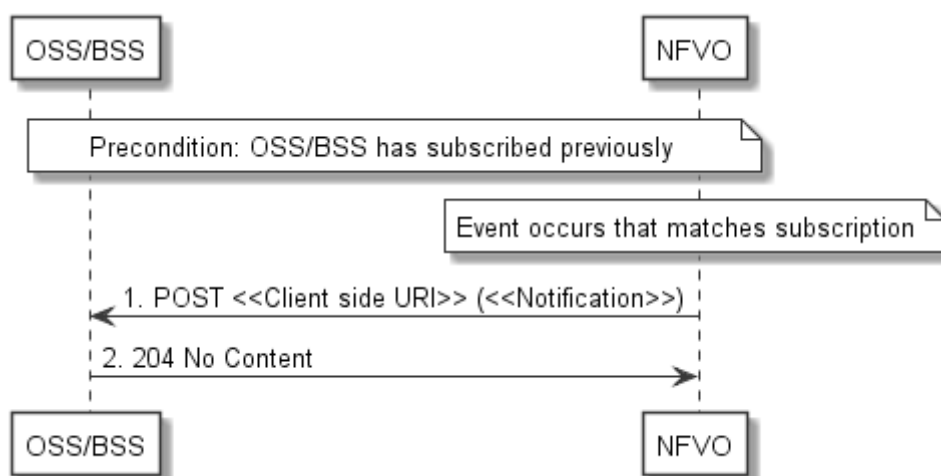 OSS/BSS
NFVO
Precondition: OSS/BSS has subscribed previously
Event occurs that matches subscription
1. POST <<Client side URI>> (<<Notification>>)
2. 204 No Content
OSS/BSS
NFVO